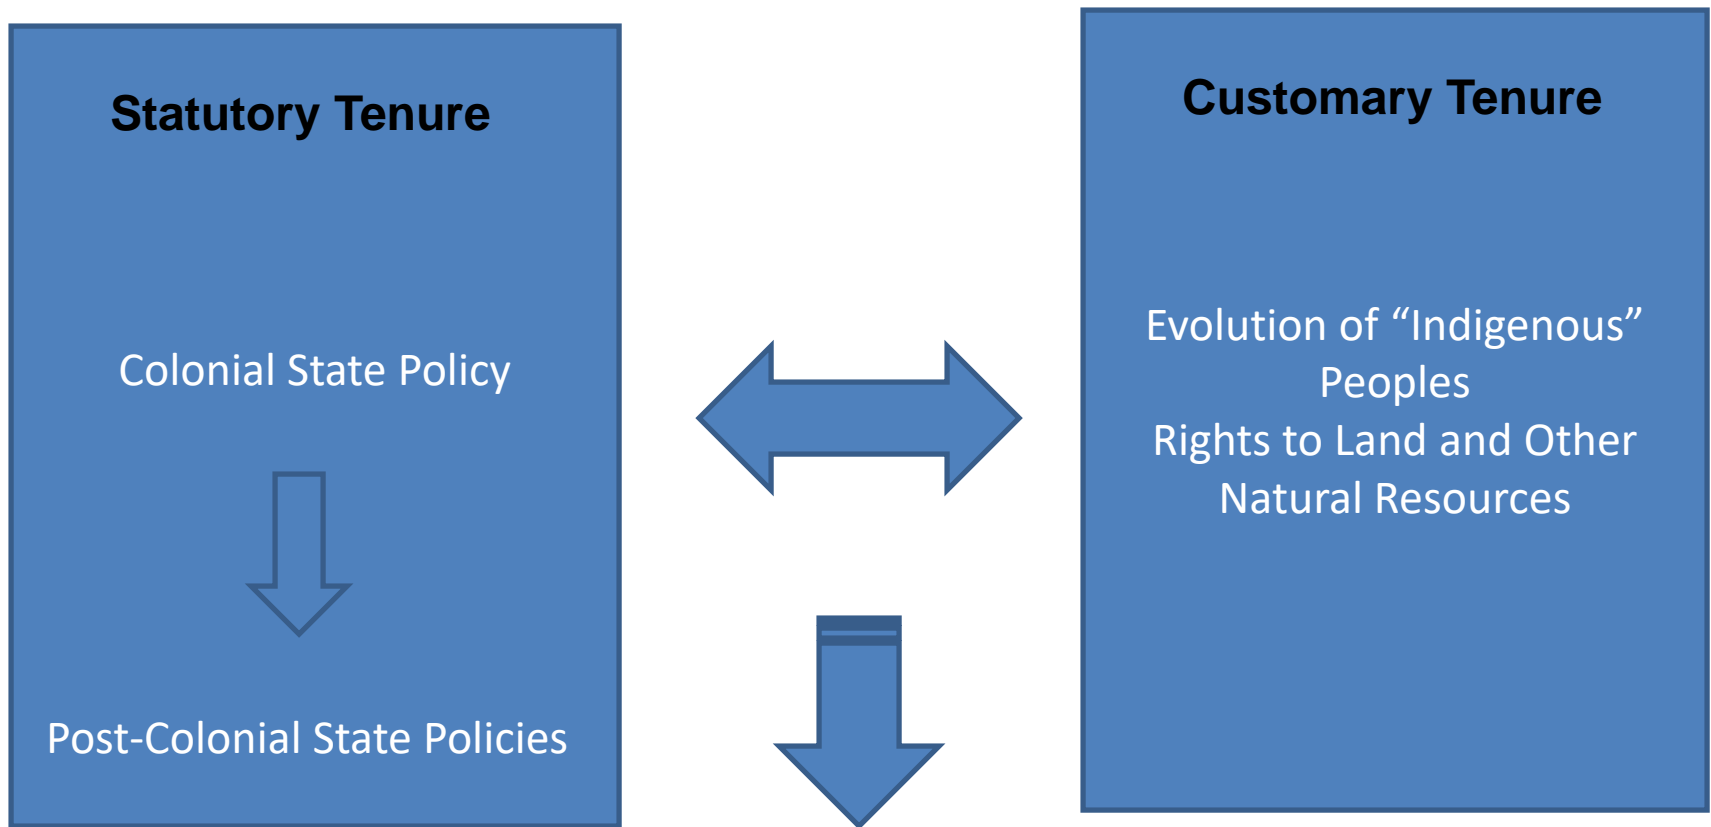 Statutory Tenure
Colonial State Policy
Post-Colonial State Policies
Customary Tenure
Evolution of “Indigenous”
Peoples
Rights to Land and Other
Natural Resources